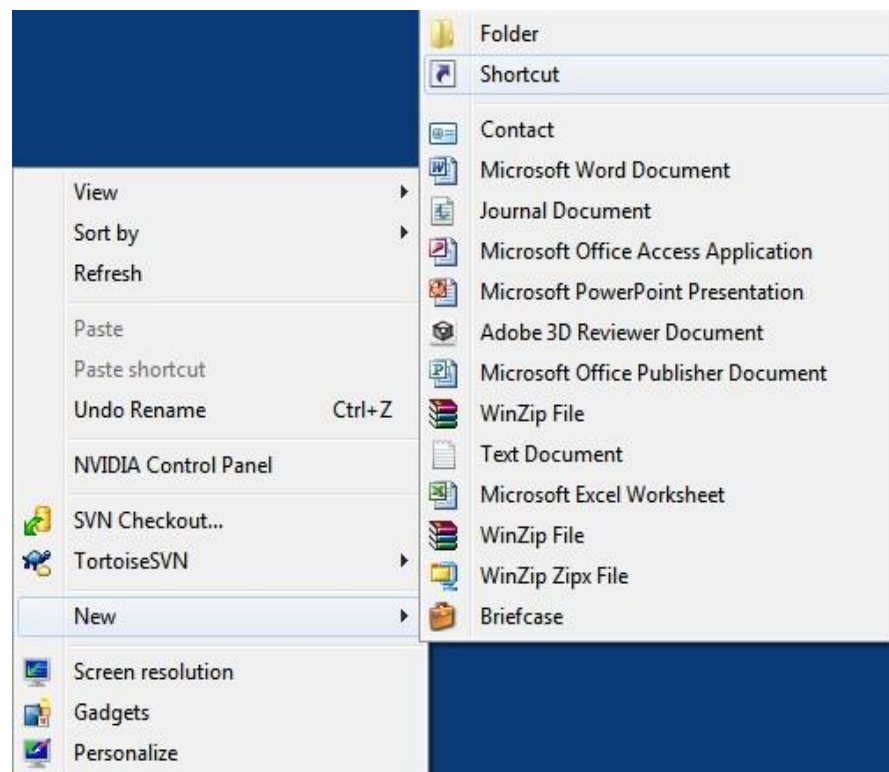 View
Sort by
Refresh
Paste
Paste shortcut
Undo Rename Ctrl+Z
NVIDIA Control Panel
SVN Checkout...
TortoiseSVN
New
Screen resolution
Gadgets
Personalize
Folder
Shortcut
Contact
Microsoft Word Document
Journal Document
Microsoft Office Access Application
Microsoft PowerPoint Presentation
Adobe 3D Reviewer Document
Microsoft Office Publisher Document
WinZip File
Text Document
Microsoft Excel Worksheet
WinZip File
WinZip Zipx File
Briefcase